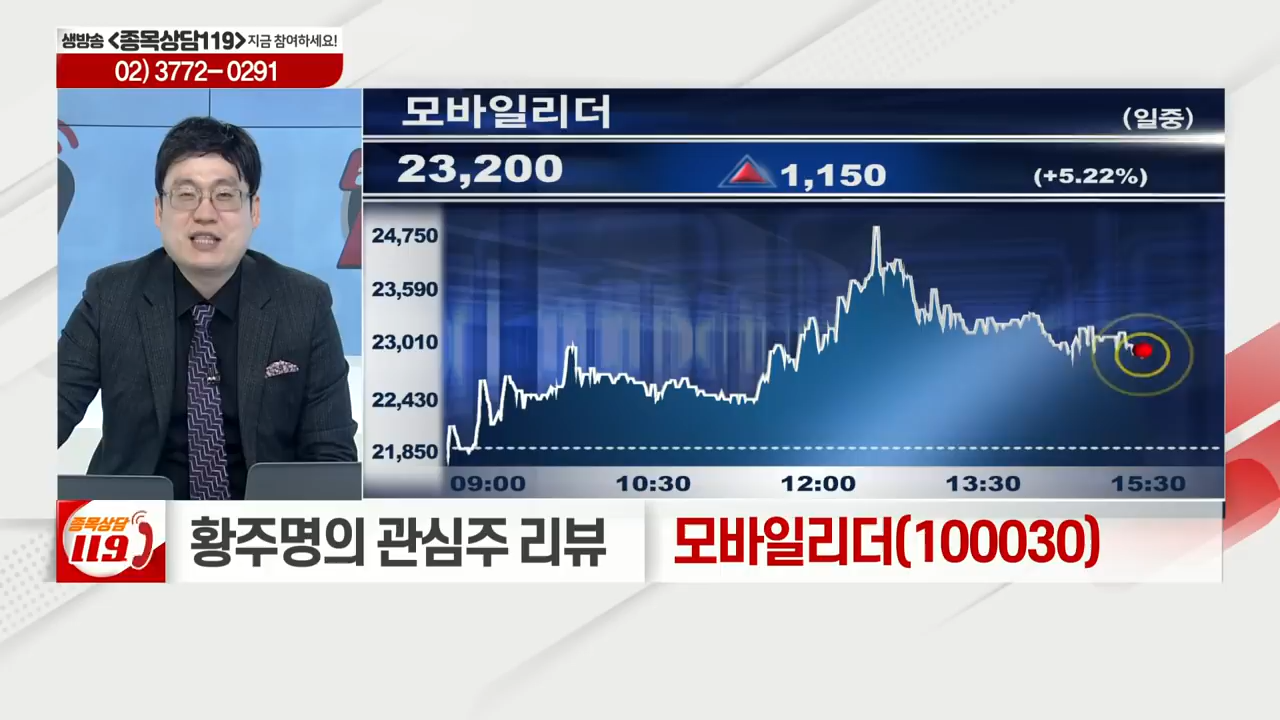 생방송 <종목상담119> 지금 참여하세요!
02) 3772-0291
모바일리더
(일중)
23,200 1,150 (+5.22%)
24,750
23,590
23,010
22,430
21,850
09:00 10:30 12:00 13:30 15:30
종목상담
119
황주명의 관심주 리뷰
모바일리더(100030)